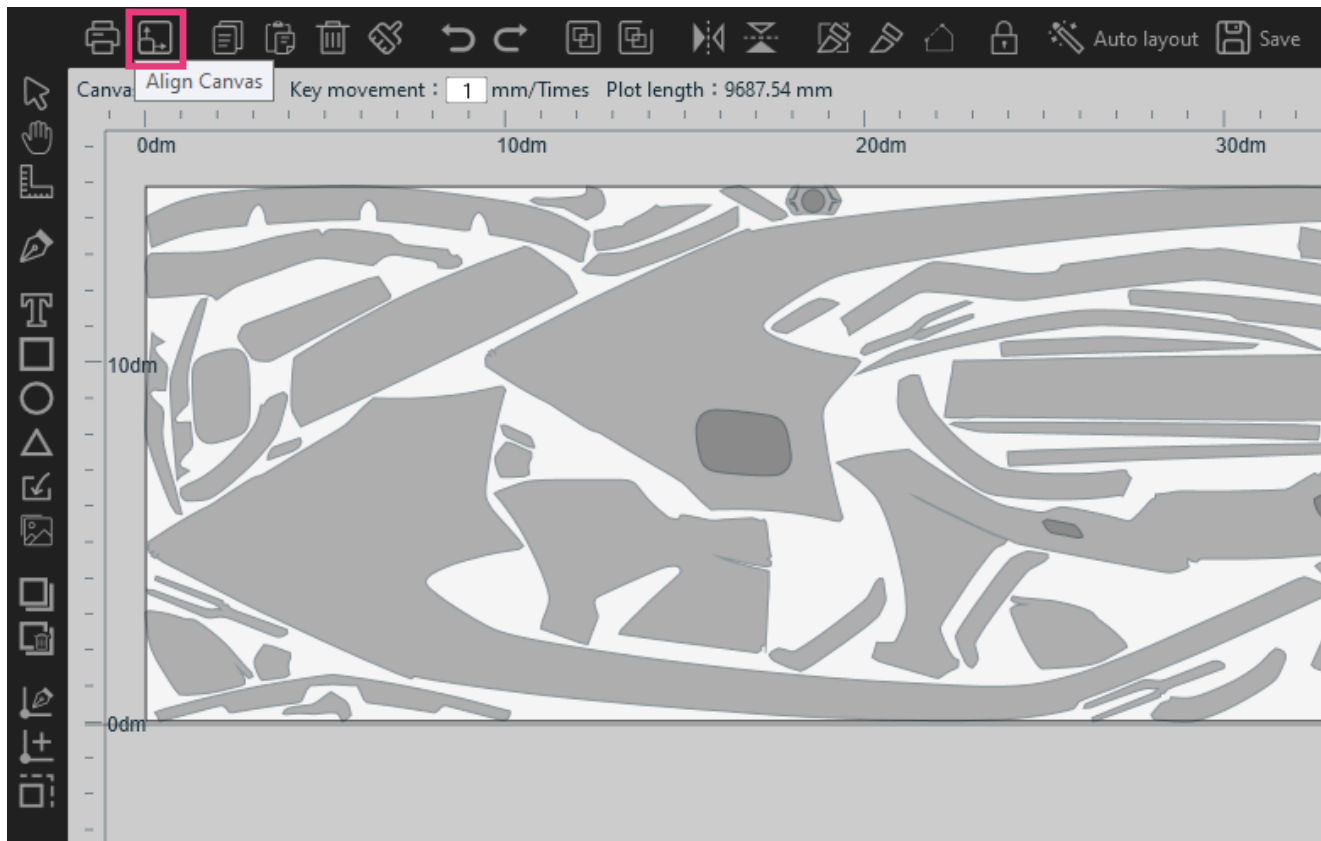 Auto layout Save
Canva Align Canvas Key movement : 1 mm/Times Plot length : 9687.54 mm
0dm 10dm 20dm 30dm
10dm
0dm